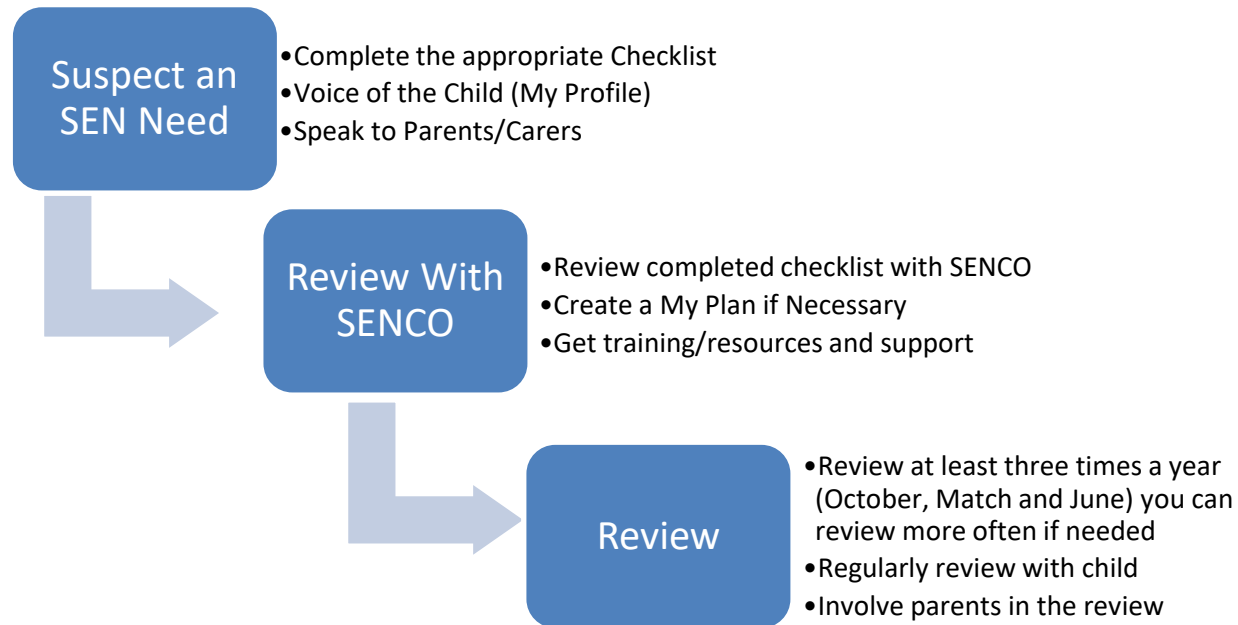 Suspect an
SEN Need
•Complete the appropriate Checklist
•Voice of the Child (My Profile)
•Speak to Parents/Carers
Review With
SENCO
•Review completed checklist with SENCO
•Create a My Plan if Necessary
•Get training/resources and support
Review
•Review at least three times a year
(October, Match and June) you can
review more often if needed
•Regularly review with child
•Involve parents in the review